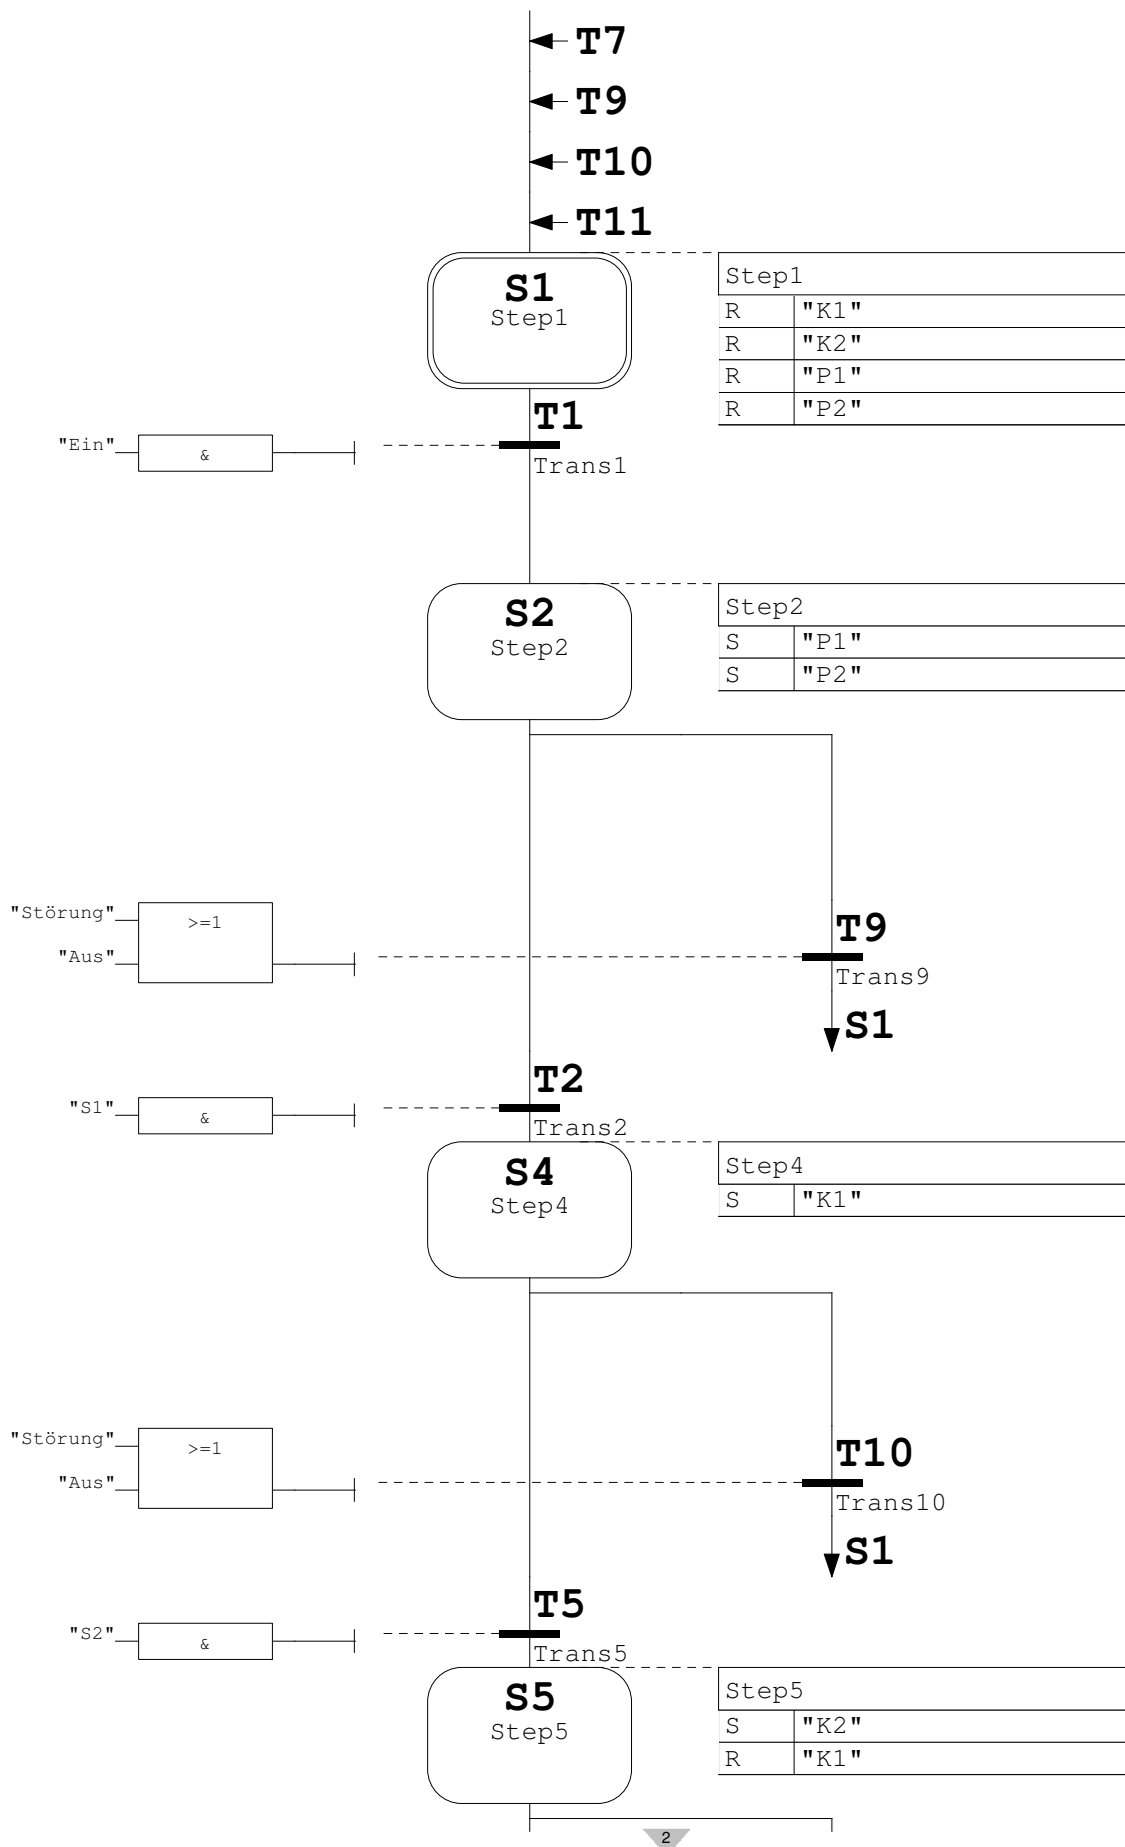 T7
T9
T10
T11
S1
Step1
Step1
R "K1"
R "K2"
R "P1"
R "P2"
T1
"Ein" &
Trans1
S2
Step2
Step2
S "P1"
S "P2"
"Störung" >=1
"Aus"
T9
Trans9
S1
T2
"S1" &
Trans2
S4
Step4
Step4
S "K1"
"Störung" >=1
"Aus"
T10
Trans10
S1
T5
"S2" &
Trans5
S5
Step5
Step5
S "K2"
R "K1"
2